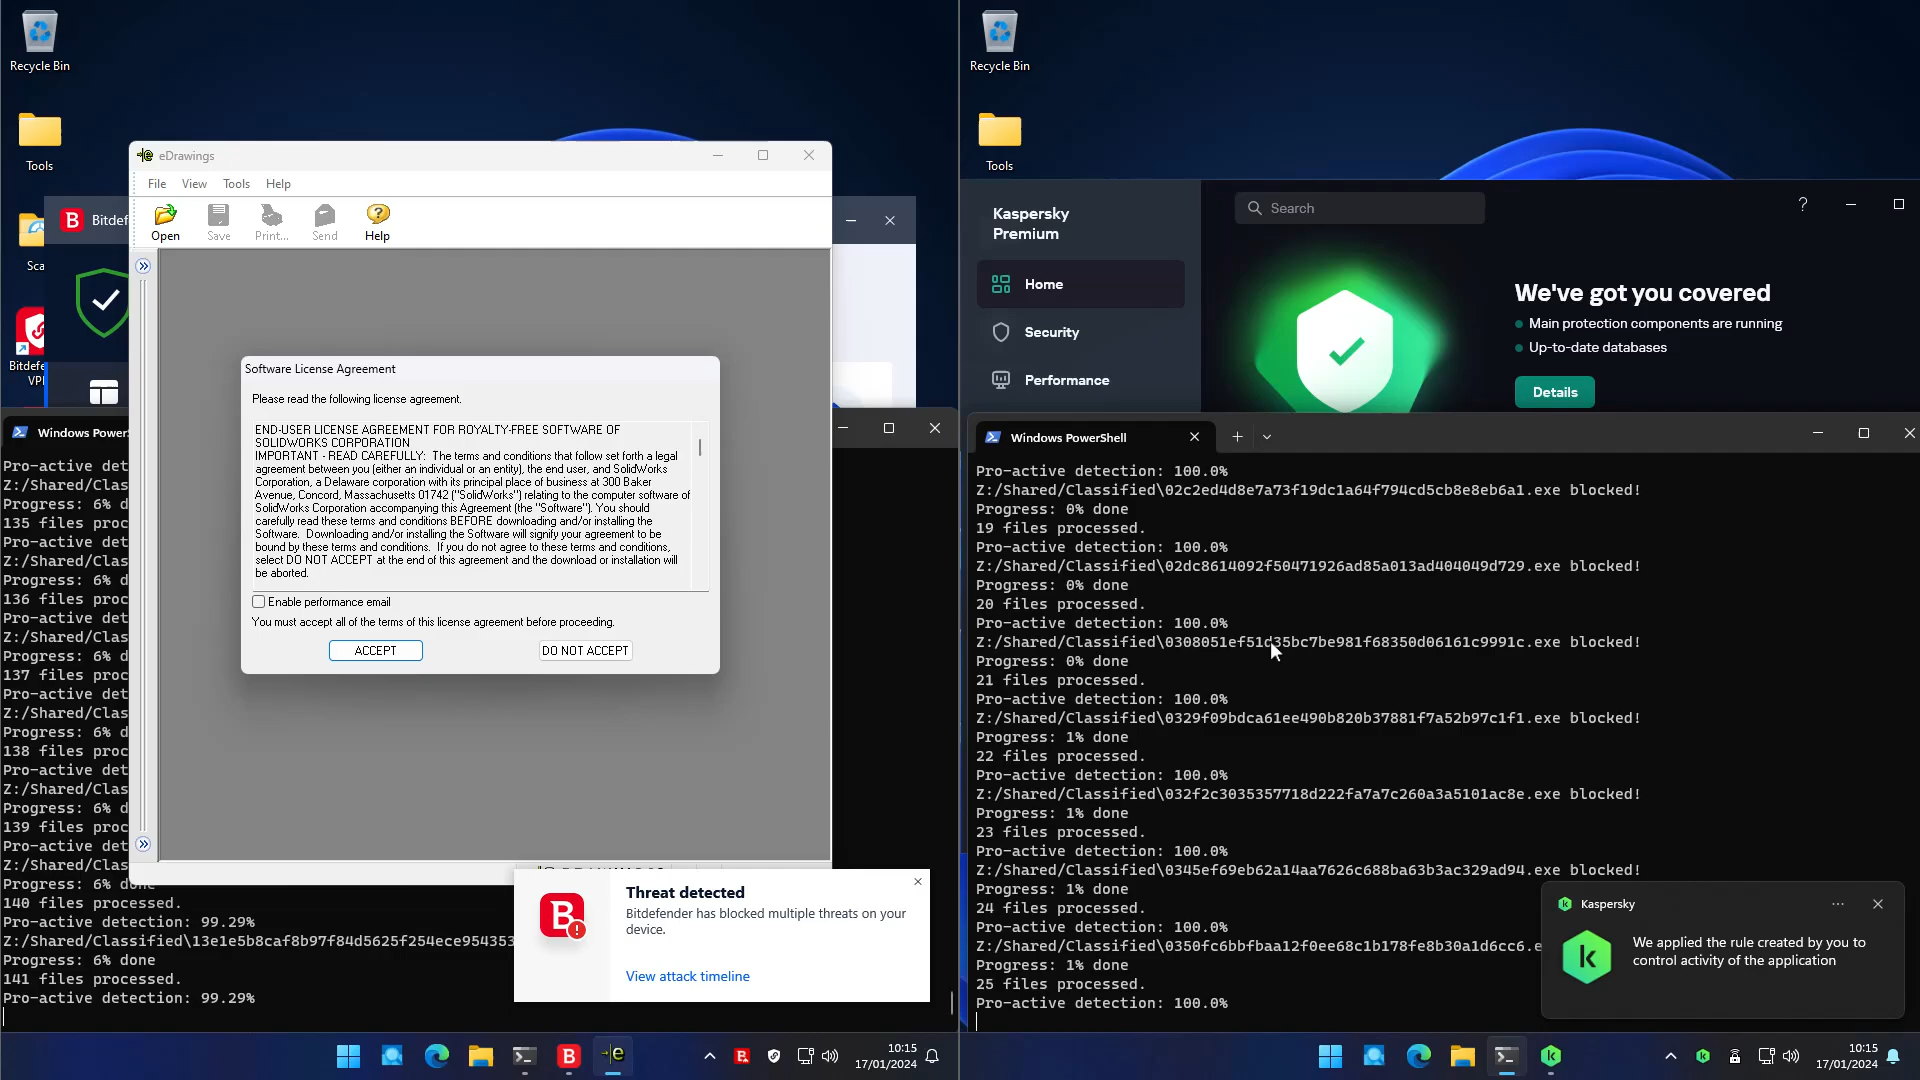 Recycle Bin
Tools
Sca
Bitdefe
VP
Bitdef
eDrawings
File View Tools Help
Open Save Print... Send Help
Software License Agreement
Please read the following license agreement.
END-USER LICENSE AGREEMENT FOR ROYALTY-FREE SOFTWARE OF
SOLIDWORKS CORPORATION
IMPORTANT - READ CAREFULLY: The terms and conditions that follow set forth a legal
agreement between you (either an individual or an entity), the end user, and SolidWorks
Corporation, a Delaware corporation with its principal place of business at 300 Baker
Avenue, Concord, Massachusetts 01742 ("SolidWorks") relating to the computer software of
SolidWorks Corporation accompanying this Agreement (the "Software"). You should
carefully read these terms and conditions BEFORE downloading and/or installing the
Software. Downloading and/or installing the Software will signify your agreement to be
bound by these terms and conditions. If you do not agree to these terms and conditions,
select DO NOT ACCEPT at the end of this agreement and the download or installation will
be aborted.
Enable performance email
You must accept all of the terms of this license agreement before proceeding.
ACCEPT DO NOT ACCEPT
Windows Power
Pro-active det
Z:/Shared/Clas
Progress: 6% d
135 files proc
Pro-active det
Z:/Shared/Clas
Progress: 6% d
136 files proc
Pro-active det
Z:/Shared/Clas
Progress: 6% d
137 files proc
Pro-active det
Z:/Shared/Clas
Progress: 6% d
138 files proc
Pro-active det
Z:/Shared/Clas
Progress: 6% d
139 files proc
Pro-active det
Z:/Shared/Clas
Progress: 6% done
140 files processed.
Pro-active detection: 99.29%
Z:/Shared/Classified\13e1e5b8caf8b97f84d5625f254ece954353
Progress: 6% done
141 files processed.
Pro-active detection: 99.29%
Threat detected
Bitdefender has blocked multiple threats on your
device.
View attack timeline
10:15
17/01/2024
Recycle Bin
Tools
Kaspersky
Premium
Search
Home
Security
Performance
We've got you covered
Main protection components are running
Up-to-date databases
Details
Windows PowerShell
Pro-active detection: 100.0%
Z:/Shared/Classified\02c2ed4d8e7a73f19dc1a64f794cd5cb8e8eb6a1.exe blocked!
Progress: 0% done
19 files processed.
Pro-active detection: 100.0%
Z:/Shared/Classified\02dc8614092f50471926ad85a013ad404049d729.exe blocked!
Progress: 0% done
20 files processed.
Pro-active detection: 100.0%
Z:/Shared/Classified\0308051ef51d35bc7be981f68350d06161c9991c.exe blocked!
Progress: 0% done
21 files processed.
Pro-active detection: 100.0%
Z:/Shared/Classified\0329f09bdca61ee490b820b37881f7a52b97c1f1.exe blocked!
Progress: 1% done
22 files processed.
Pro-active detection: 100.0%
Z:/Shared/Classified\032f2c3035357718d222fa7a7c260a3a5101ac8e.exe blocked!
Progress: 1% done
23 files processed.
Pro-active detection: 100.0%
Z:/Shared/Classified\0345ef69eb62a14aa7626c688ba63b3ac329ad94.exe blocked!
Progress: 1% done
24 files processed.
Pro-active detection: 100.0%
Z:/Shared/Classified\0350fc6bbfbaa12f0ee68c1b178fe8b30a1d6cc6.e
Progress: 1% done
25 files processed.
Pro-active detection: 100.0%
Kaspersky
We applied the rule created by you to
control activity of the application
10:15
17/01/2024